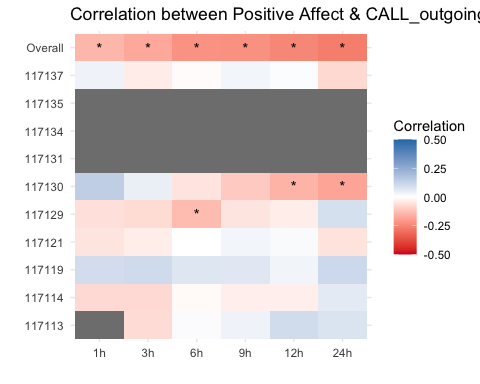 Correlation between Positive Affect & CALL_outgoing
Overall * * * * * *
117137
117135
117134
117131
117130 * *
117129 *
117121
117119
117114
117113
1h 3h 6h 9h 12h 24h
Correlation
0.50
0.25
0.00
-0.25
-0.50